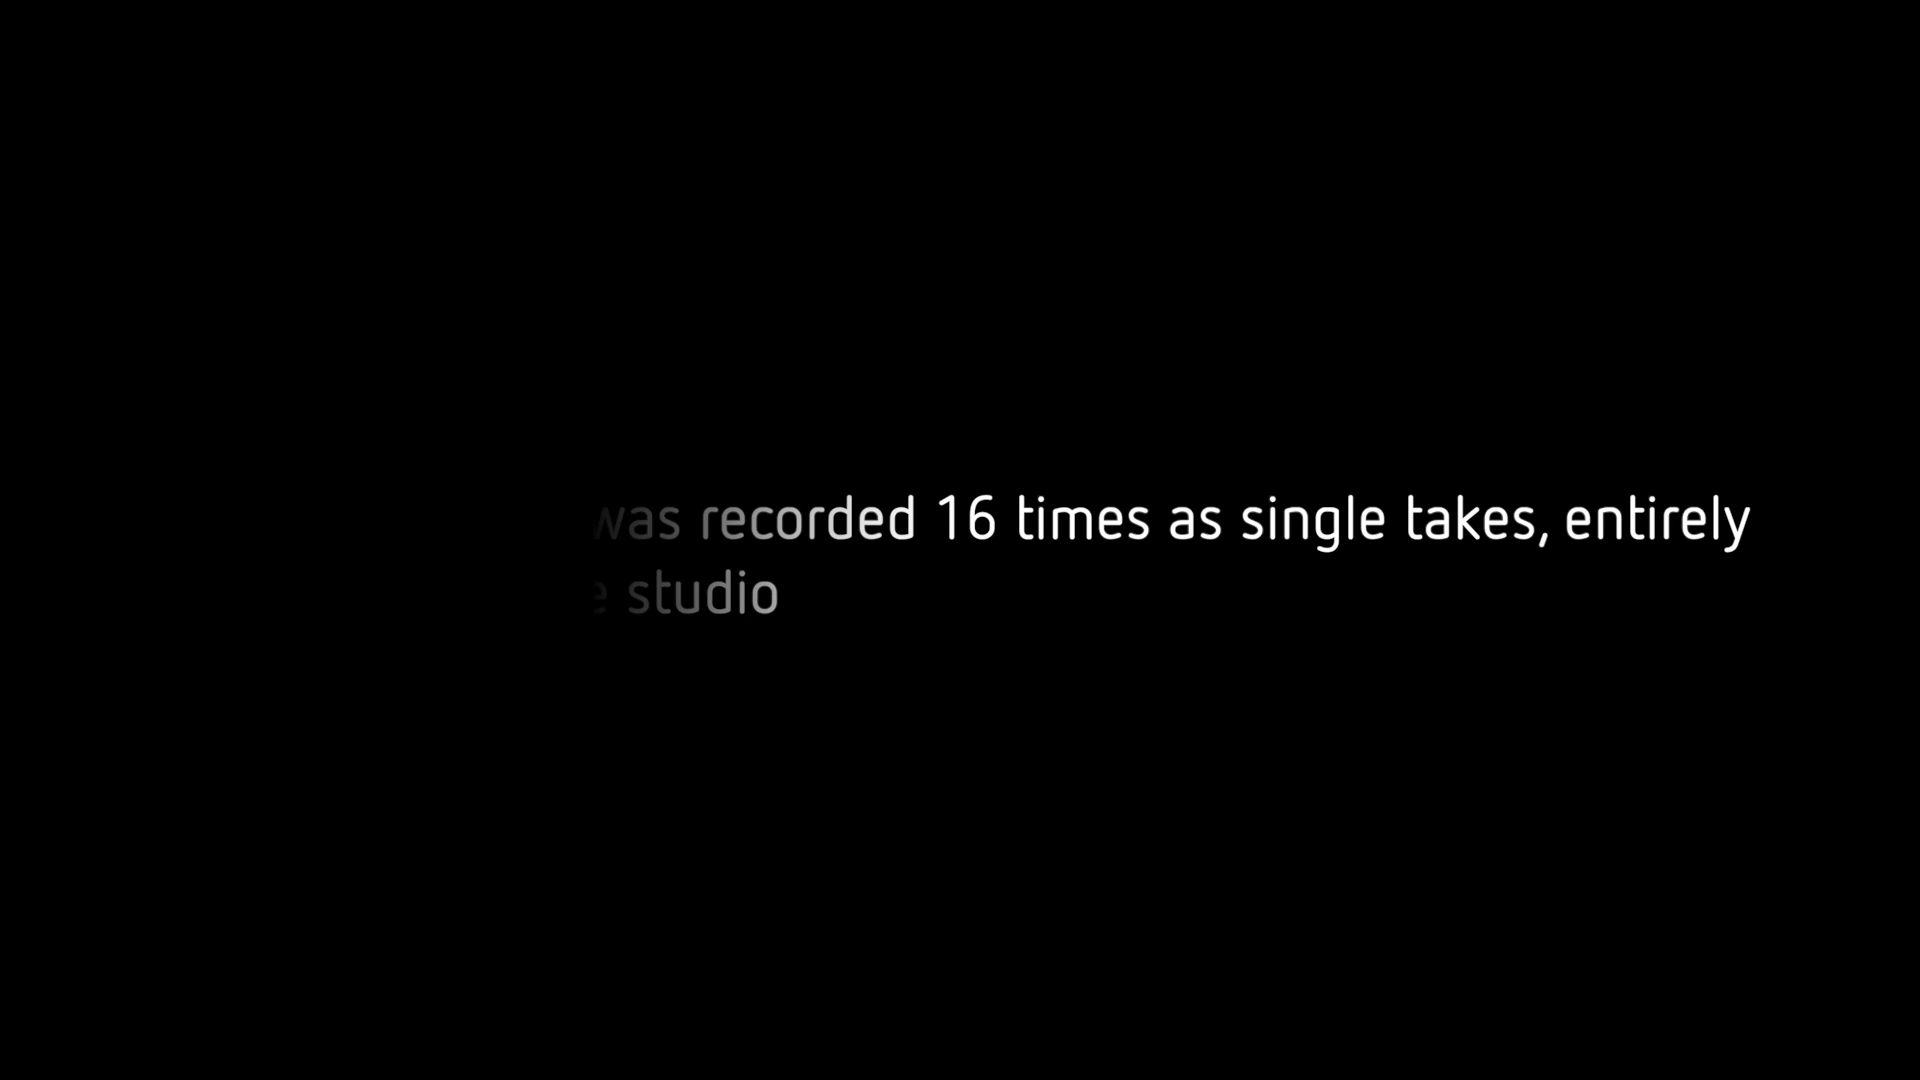 was recorded 16 times as single takes, entirely
studio